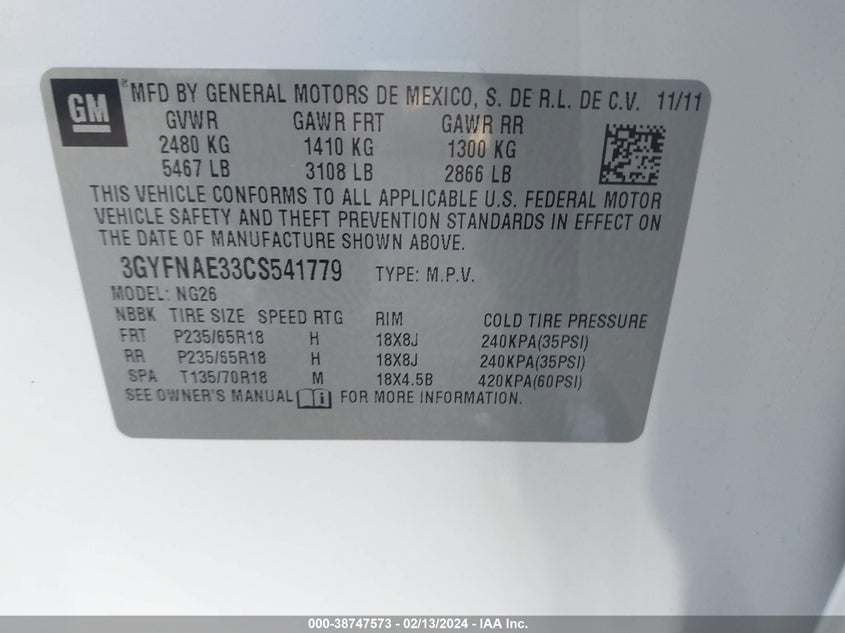 GM ® MFD BY GENERAL MOTORS DE MEXICO, S. DE R.L. DE C.V. 11/11
GVWR GAWR FRT GAWR RR
2480 KG 1410 KG 1300 KG
5467 LB 3108 LB 2866 LB
THIS VEHICLE CONFORMS TO ALL APPLICABLE U.S. FEDERAL MOTOR
VEHICLE SAFETY AND THEFT PREVENTION STANDARDS IN EFFECT ON
THE DATE OF MANUFACTURE SHOWN ABOVE.
3GYFNAE33CS541779 TYPE: M.P.V.
MODEL: NG26
NBBK TIRE SIZE SPEED RTG RIM COLD TIRE PRESSURE
FRT P235/65R18 H 18X8J 240KPA(35PSI)
RR P235/65R18 H 18X8J 240KPA(35PSI)
SPA T135/70R18 M 18X4.5B 420KPA(60PSI)
SEE OWNER'S MANUAL i FOR MORE INFORMATION.
000-38747573 - 02/13/2024 - IAA Inc.